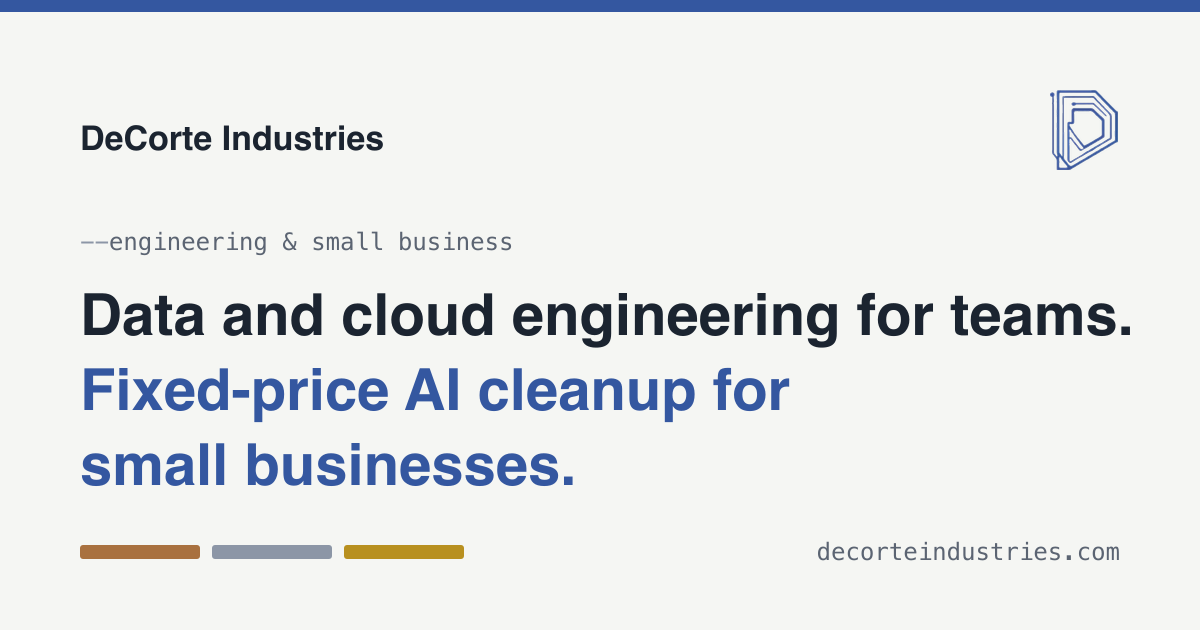 DeCorte Industries
––engineering & small business
Data and cloud engineering for teams.
Fixed-price AI cleanup for
small businesses.
decorteindustries.com